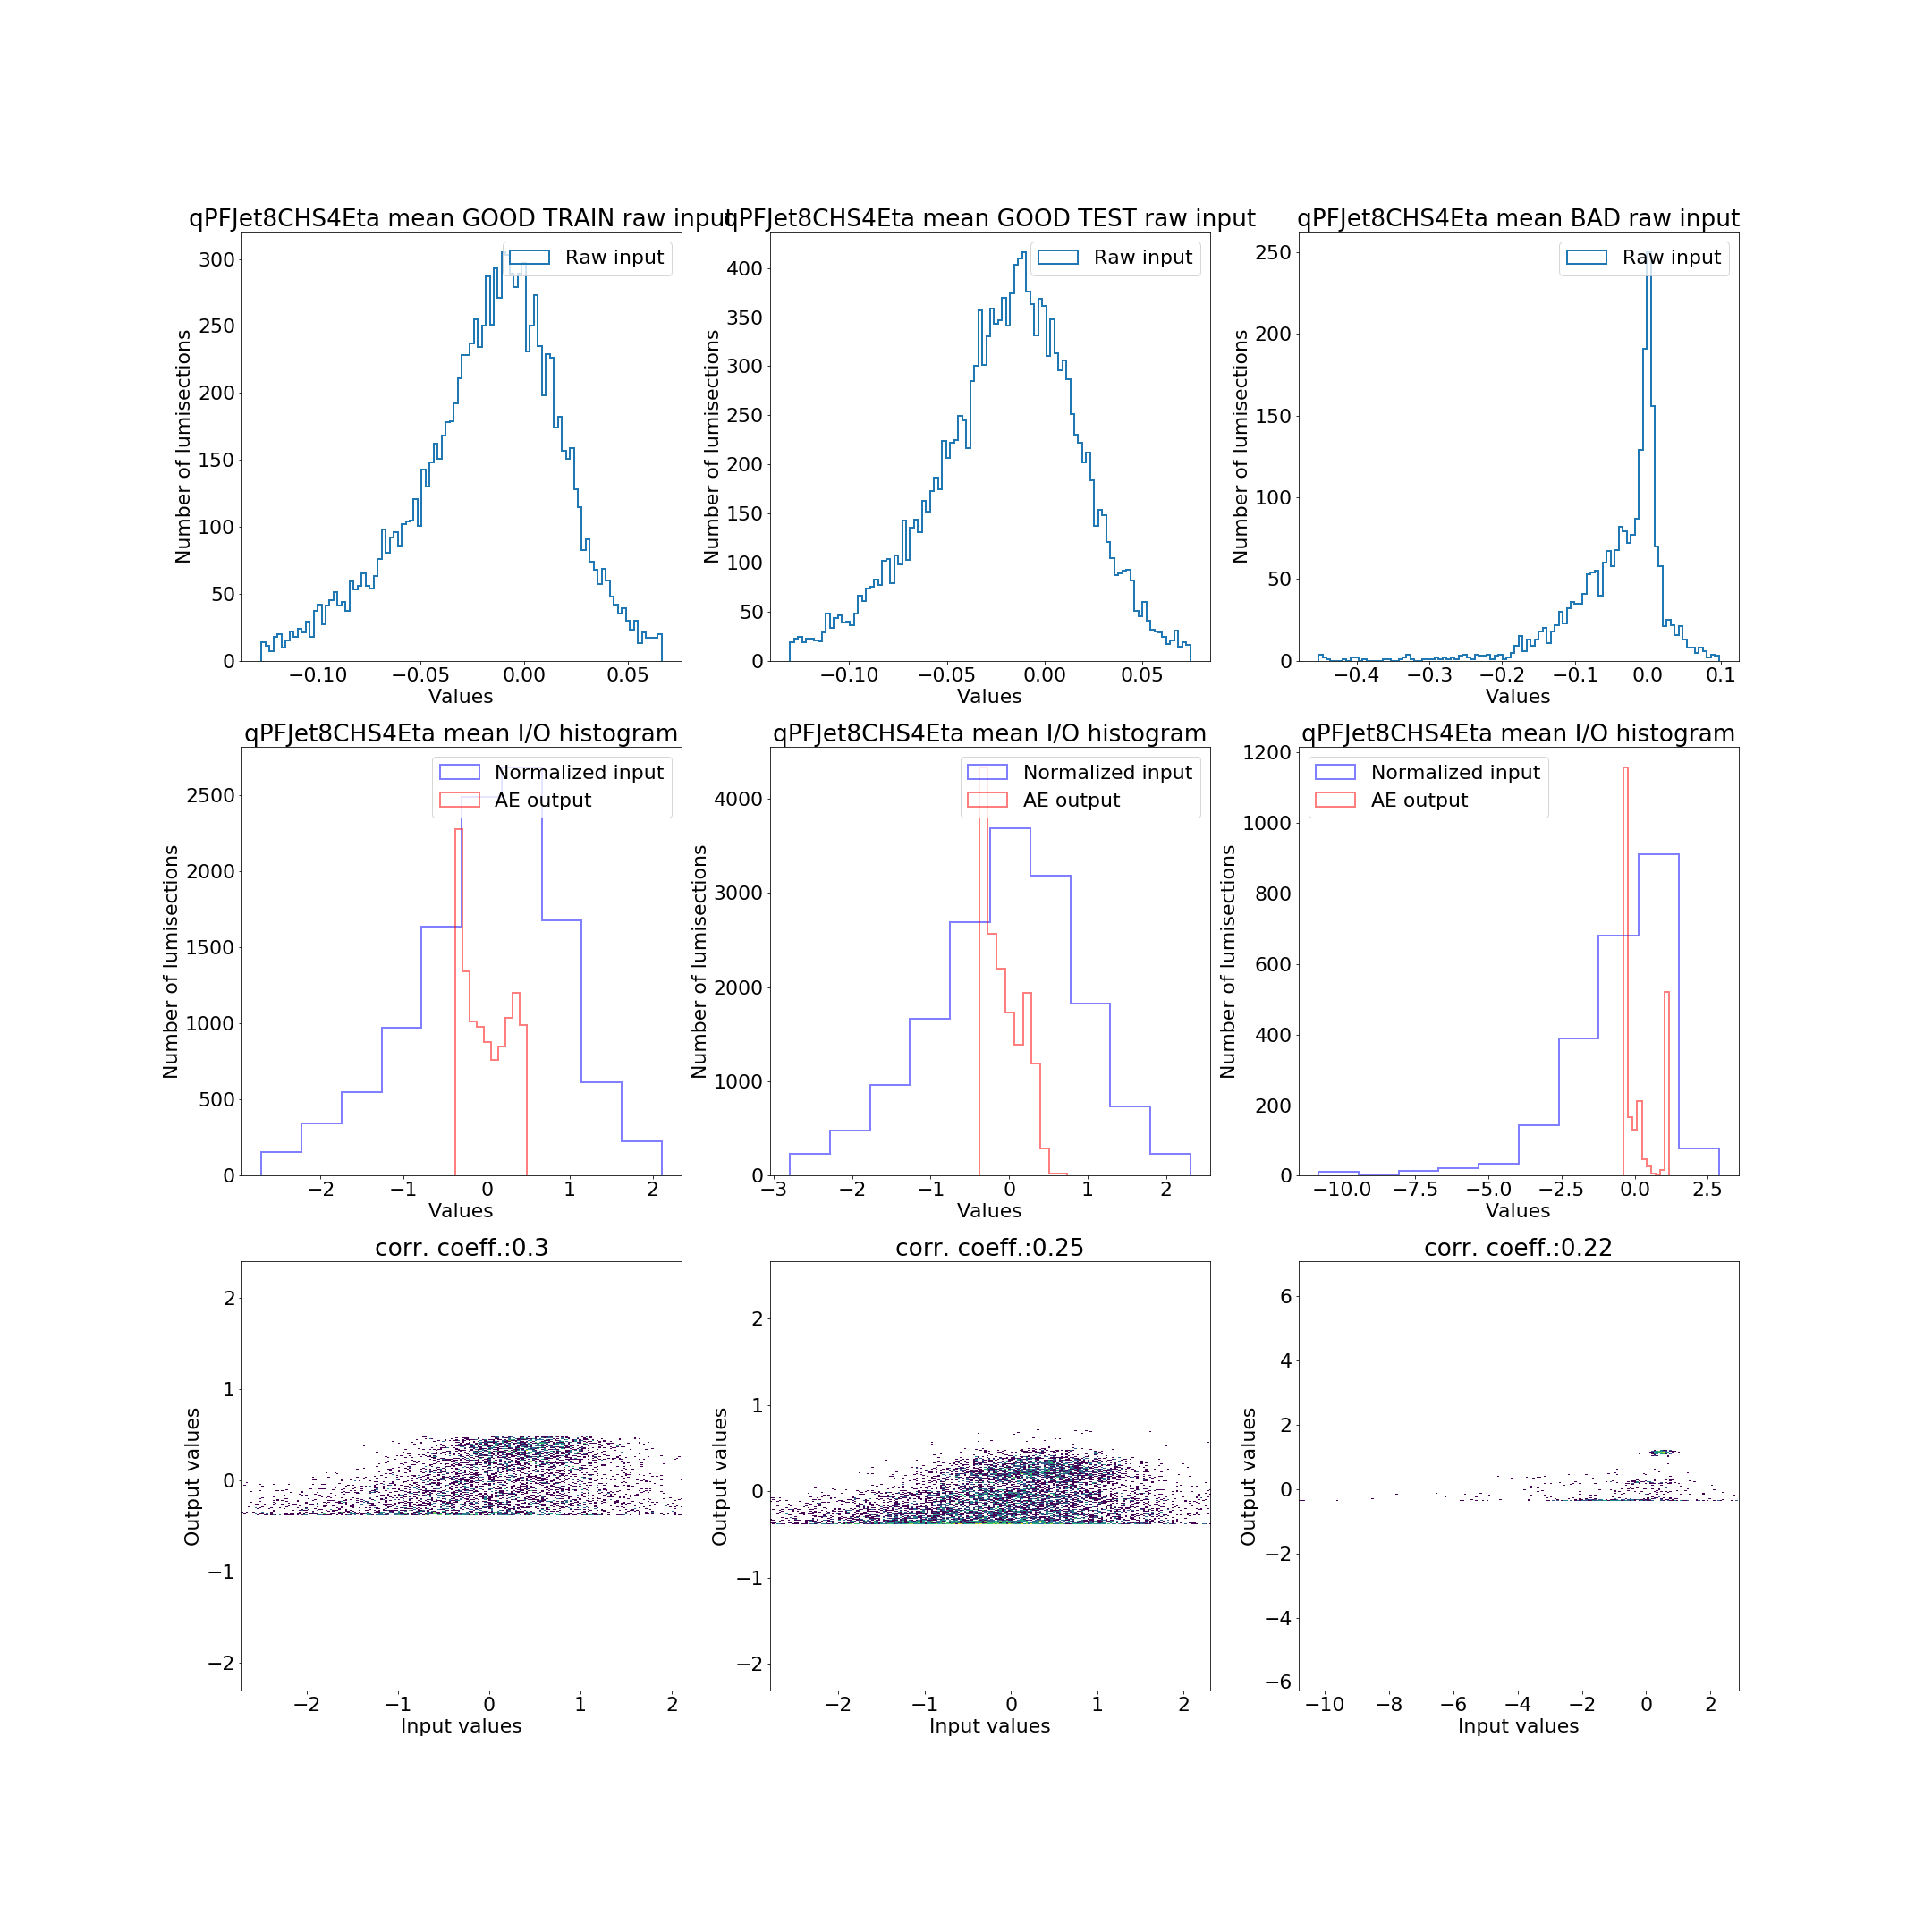 qPFJet8CHS4Eta mean GOOD TRAIN raw input
qPFJet8CHS4Eta mean GOOD TEST raw input
qPFJet8CHS4Eta mean BAD raw input
Number of lumisections
300
250
200
150
100
50
0
Raw input
−0.10
−0.05
0.00
0.05
Values
Number of lumisections
400
350
300
250
200
150
100
50
0
Raw input
−0.10
−0.05
0.00
0.05
Values
Number of lumisections
250
200
150
100
50
0
Raw input
−0.4
−0.3
−0.2
−0.1
0.0
0.1
Values
qPFJet8CHS4Eta mean I/O histogram
Number of lumisections
2500
2000
1500
1000
500
0
Normalized input
AE output
−2
−1
0
1
2
Values
qPFJet8CHS4Eta mean I/O histogram
Number of lumisections
4000
3000
2000
1000
0
Normalized input
AE output
−3
−2
−1
0
1
2
Values
qPFJet8CHS4Eta mean I/O histogram
Number of lumisections
1200
1000
800
600
400
200
0
Normalized input
AE output
−10.0
−7.5
−5.0
−2.5
0.0
2.5
Values
corr. coeff.:0.3
Output values
2
1
0
−1
−2
−2
−1
0
1
2
Input values
corr. coeff.:0.25
Output values
2
1
0
−1
−2
−2
−1
0
1
2
Input values
corr. coeff.:0.22
Output values
6
4
2
0
−2
−4
−6
−10
−8
−6
−4
−2
0
2
Input values